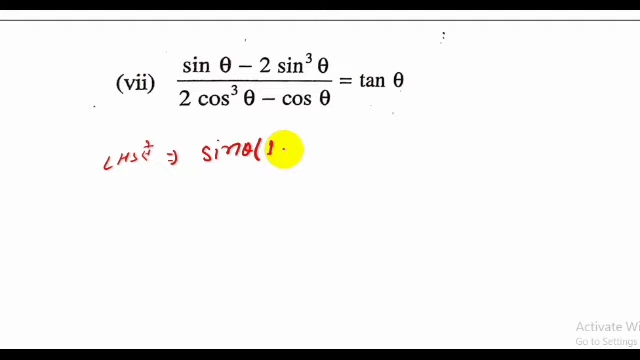 (vii) sin θ − 2 sin³ θ / 2 cos³ θ − cos θ = tan θ
LHS ⇒ sinθ(1
Activate Wi
Go to Settings